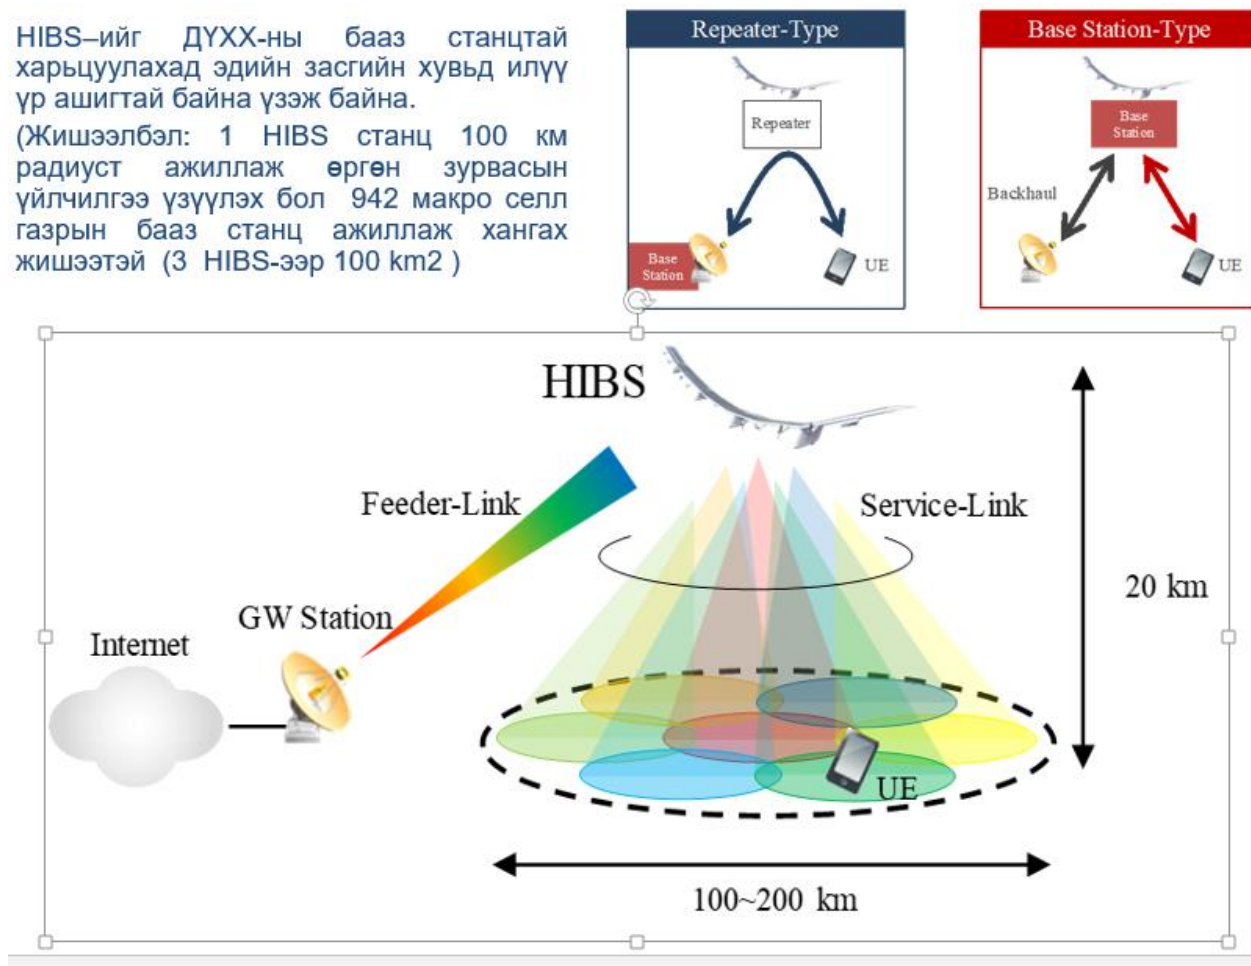 HIBS–ийг ДҮХХ-ны бааз станцтай
харьцуулахад эдийн засгийн хувьд илүү
үр ашигтай байна үзэж байна.
(Жишээлбэл: 1 HIBS станц 100 км
радиуст ажиллаж өргөн зурвасын
үйлчилгээ үзүүлэх бол 942 макро селл
газрын бааз станц ажиллаж хангах
жишээтэй (3 HIBS-ээр 100 km2 )
Repeater-Type
Repeater
Base
Station
UE
Base Station-Type
Base
Station
Backhaul
UE
HIBS
Feeder-Link
Service-Link
20 km
GW Station
Internet
UE
100~200 km